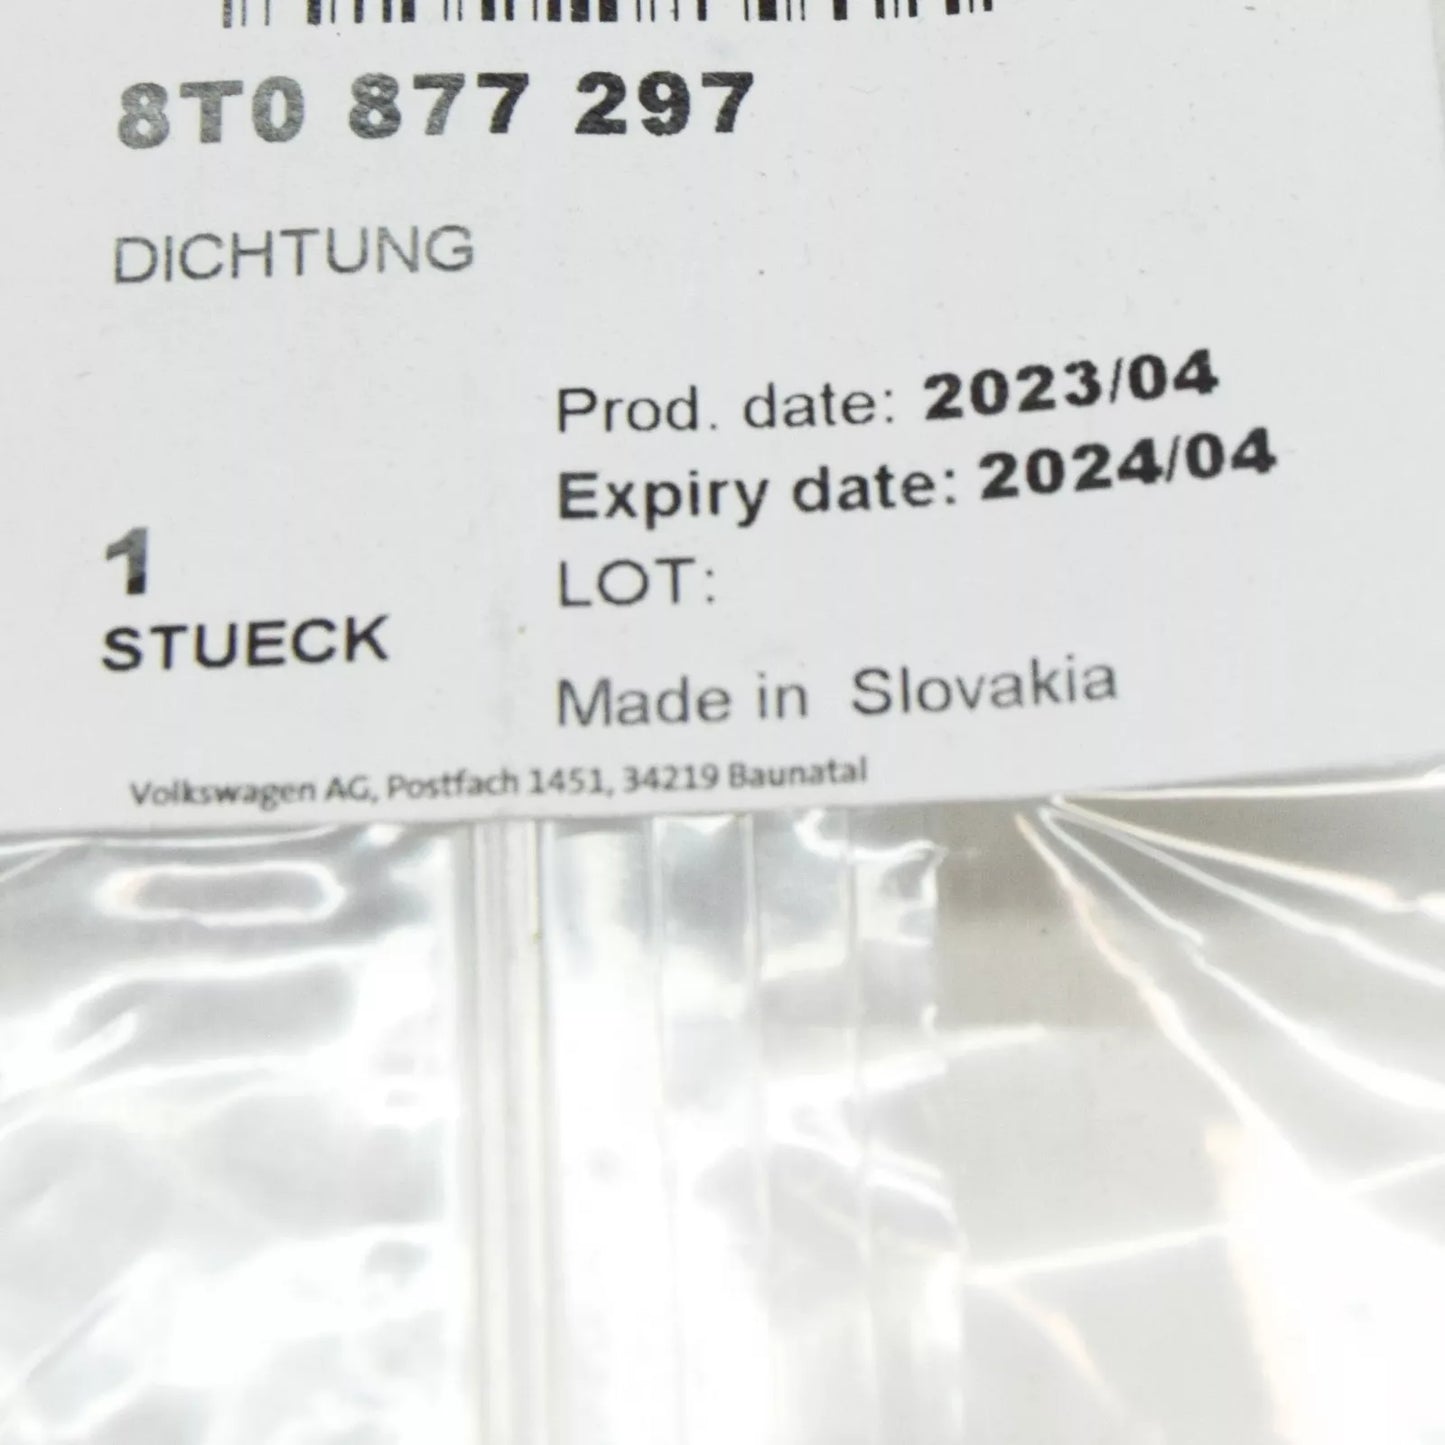 8T0 877 297
DICHTUNG
Prod. date: 2023/04
Expiry date: 2024/04
1
STUECK
LOT:
Made in Slovakia
Volkswagen AG, Postfach 1451, 34219 Baunatal